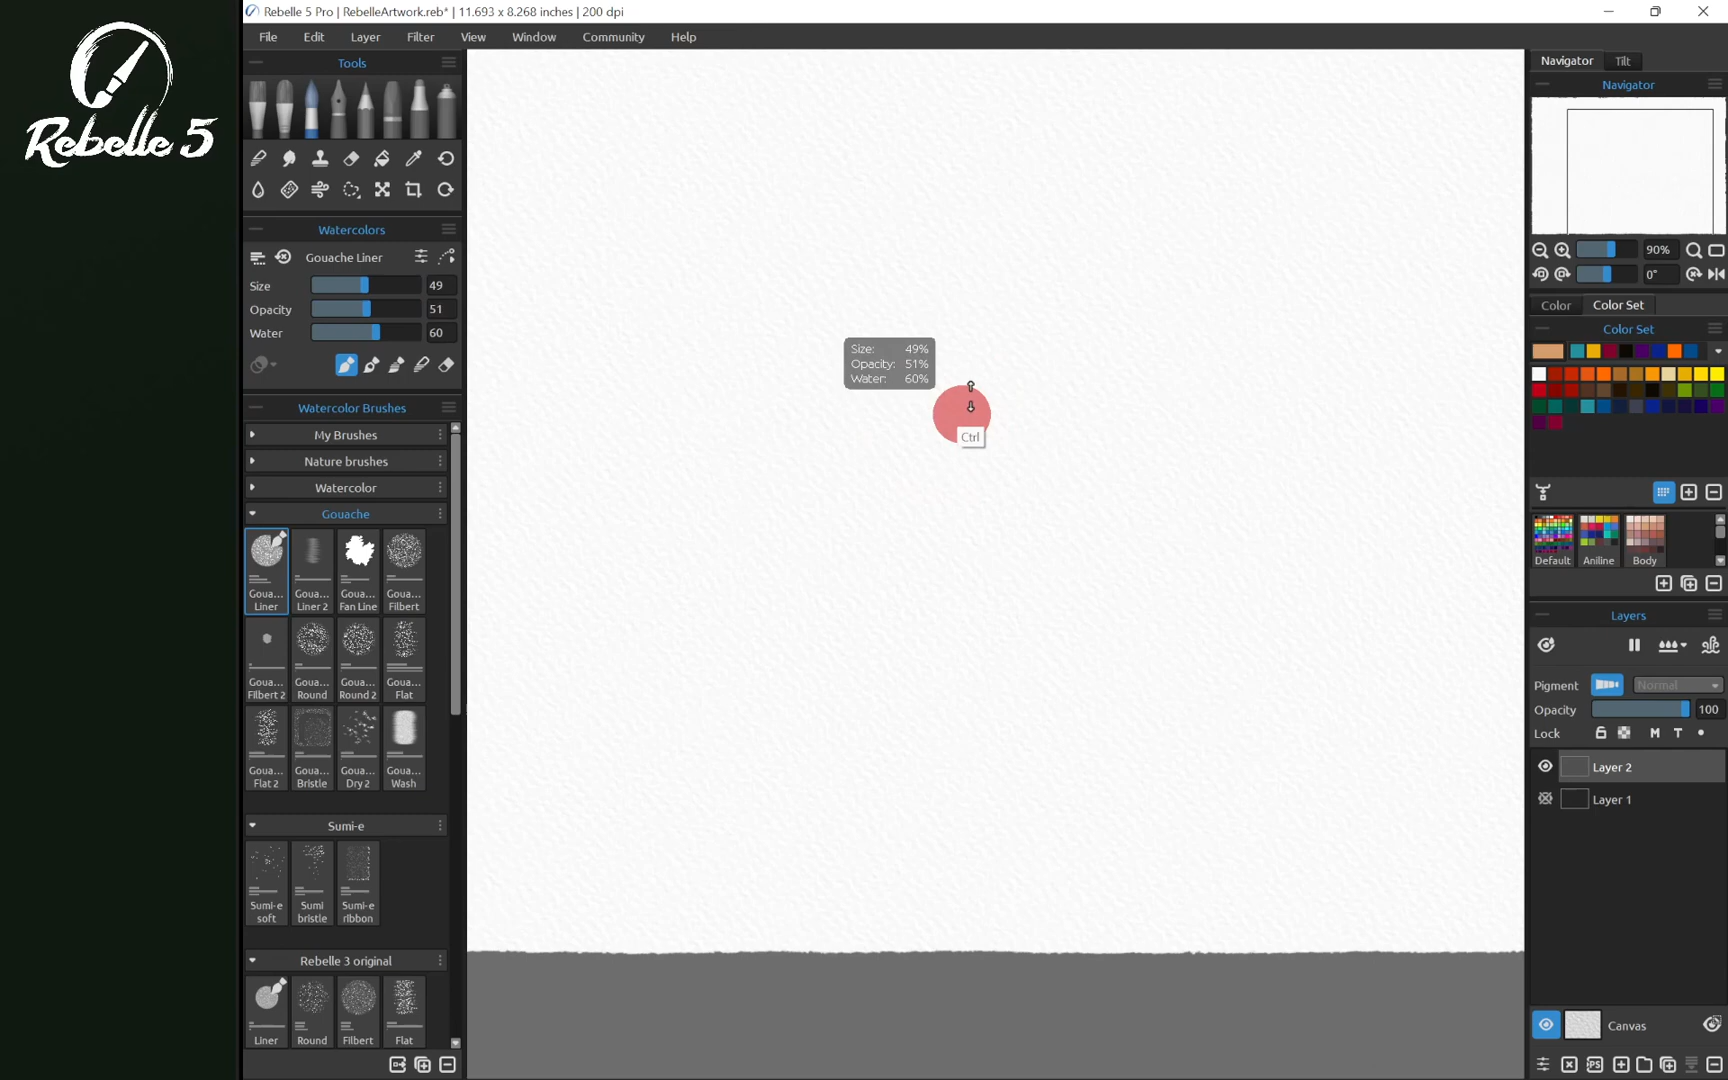 Rebelle 5
Rebelle 5 Pro | RebelleArtwork.reb* | 11.693 x 8.268 inches | 200 dpi
File Edit Layer Filter View Window Community Help
Tools
Watercolors
Gouache Liner
Size 49
Opacity 51
Water 60
Watercolor Brushes
My Brushes
Nature brushes
Watercolor
Gouache
Goua... Goua... Goua... Goua...
Liner Liner 2 Fan Line Filbert
Goua... Goua... Goua... Goua...
Filbert 2 Round Round 2 Flat
Goua... Goua... Goua... Goua...
Flat 2 Bristle Dry 2 Wash
Sumi-e
Sumi-e Sumi Sumi-e
soft bristle ribbon
Rebelle 3 original
Liner Round Filbert Flat
Size: 49%
Opacity: 51%
Water: 60%
Ctrl
Navigator Tilt
Navigator
90%
0°
Color Color Set
Color Set
Default Aniline Body
Layers
Pigment Normal
Opacity 100
Lock M T
Layer 2
Layer 1
Canvas
PS